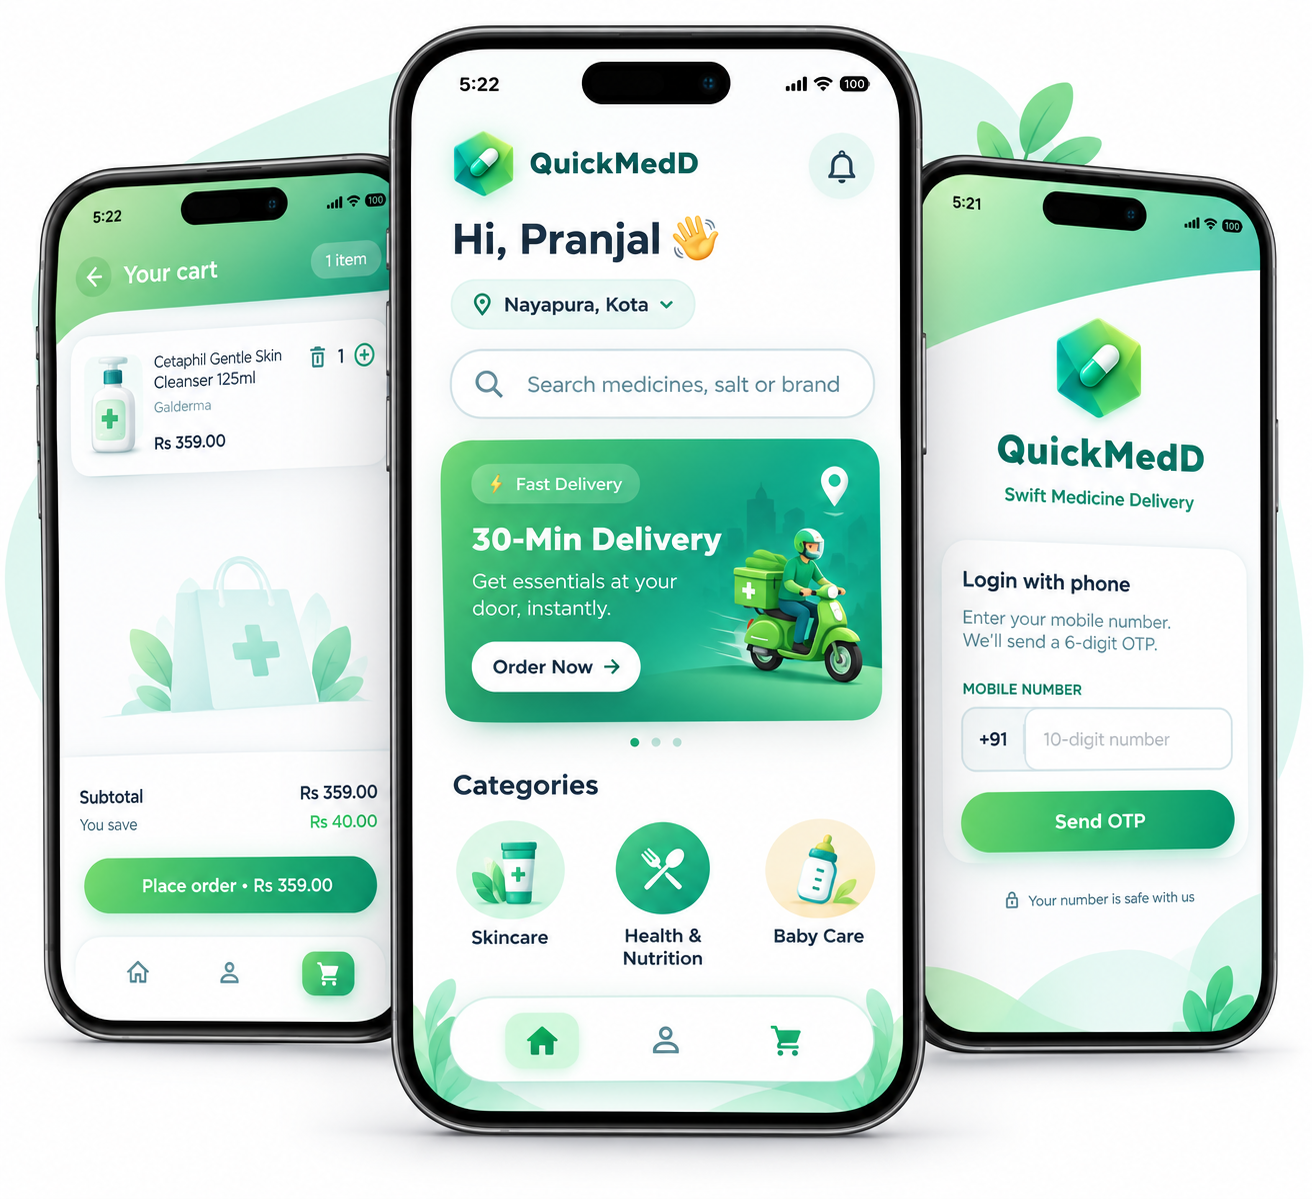 5:22
100
Your cart
1 item
Cetaphil Gentle Skin
Cleanser 125ml
1
Galderma
Rs 359.00
Subtotal
Rs 359.00
You save
Rs 40.00
Place order • Rs 359.00
5:22
100
QuickMedD
Hi, Pranjal 👋
Nayapura, Kota
Search medicines, salt or brand
⚡ Fast Delivery
30-Min Delivery
Get essentials at your
door, instantly.
Order Now →
Categories
Skincare
Health &
Nutrition
Baby Care
5:21
100
QuickMedD
Swift Medicine Delivery
Login with phone
Enter your mobile number.
We'll send a 6-digit OTP.
MOBILE NUMBER
+91
10-digit number
Send OTP
Your number is safe with us